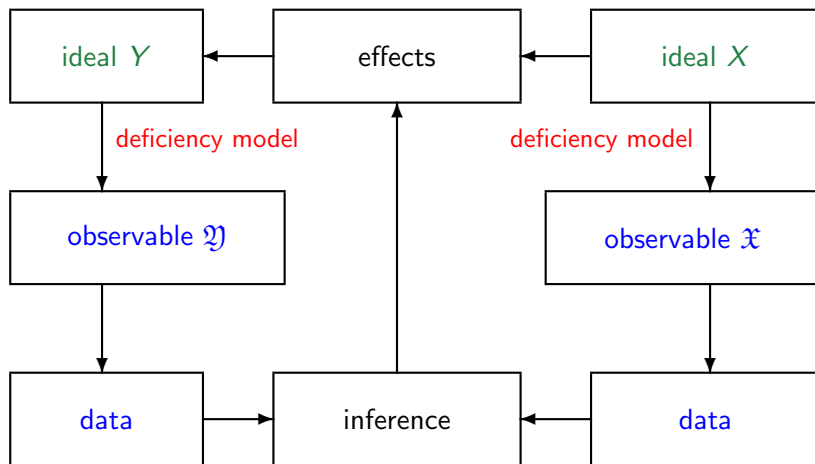 ideal Y
effects
ideal X
deficiency model
deficiency model
observable 𝔜
observable 𝔛
data
inference
data